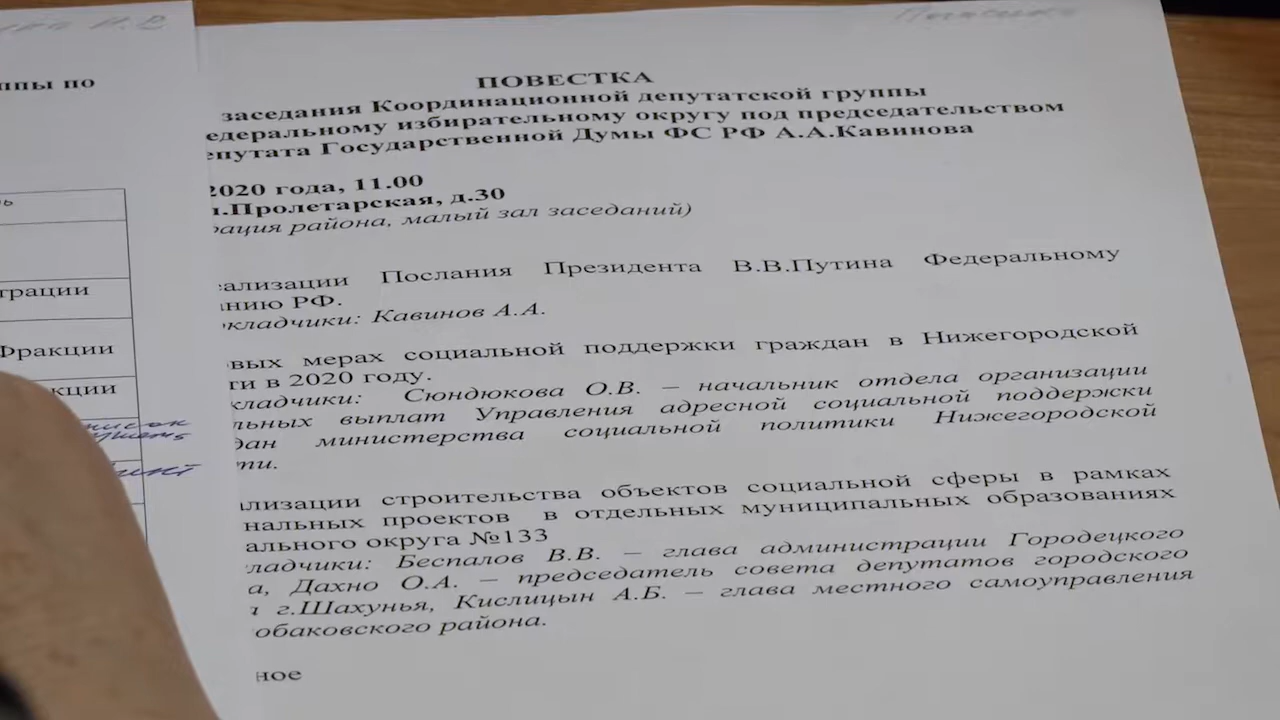 ПОВЕСТКА
заседания Координационной депутатской группы
едеральному избирательному округу под председательством
епутата Государственной Думы ФС РФ А.А.Кавинова
2020 года, 11.00
л.Пролетарская, д.30
рация района, малый зал заседаний)
еализации Послания Президента В.В.Путина Федеральному
анию РФ.
окладчики: Кавинов А.А.
овых мерах социальной поддержки граждан в Нижегородской
ти в 2020 году.
кладчики: Сюндюкова О.В. – начальник отдела организации
льных выплат Управления адресной социальной поддержки
дан министерства социальной политики Нижегородской
ти.
ализации строительства объектов социальной сферы в рамках
нальных проектов в отдельных муниципальных образованиях
ального округа №133
ладчики: Беспалов В.В. – глава администрации Городецкого
а, Дахно О.А. – председатель совета депутатов городского
г.Шахунья, Кислицын А.Б. – глава местного самоуправления
обаковского района.
ное
ппы по
ь
трации
Фракции
кции